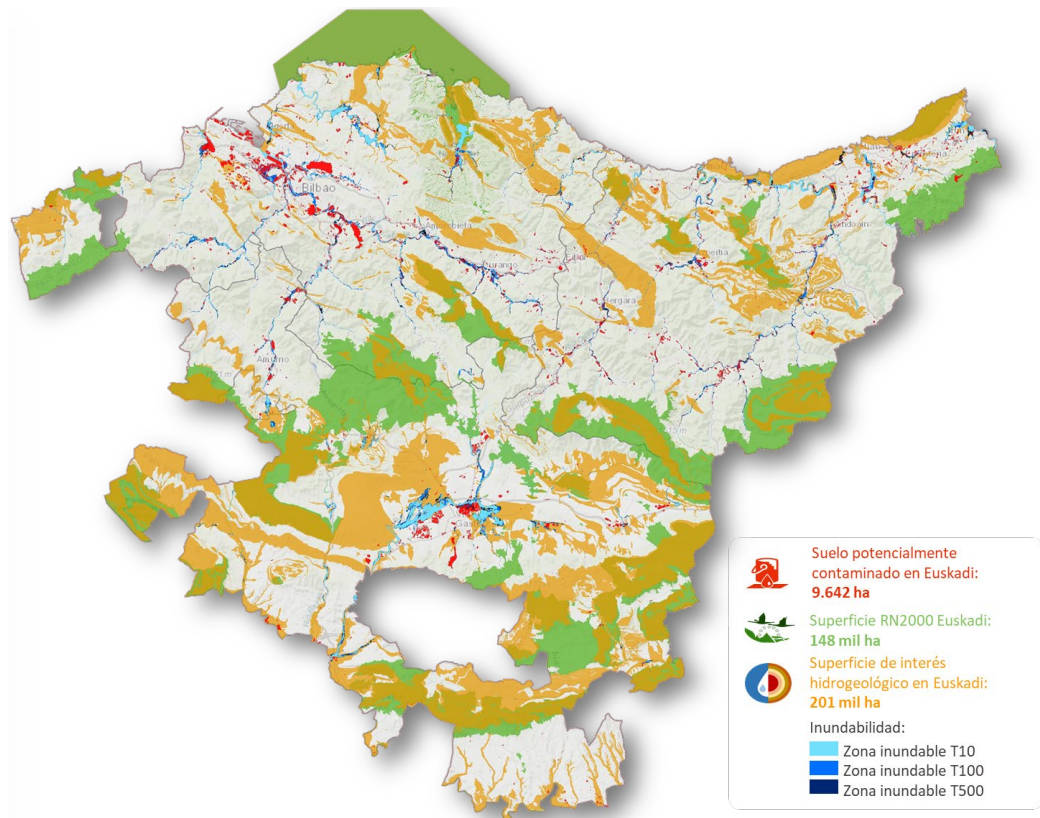 Bilbao
Durango
Bergara
Suelo potencialmente
contaminado en Euskadi:
9.642 ha
Superficie RN2000 Euskadi:
148 mil ha
Superficie de interés
hidrogeológico en Euskadi:
201 mil ha
Inundabilidad:
Zona inundable T10
Zona inundable T100
Zona inundable T500